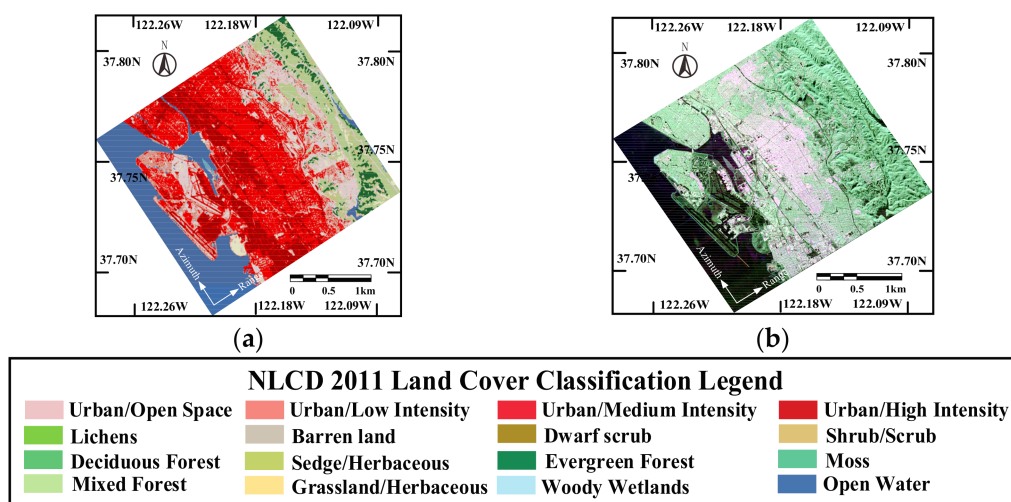 122.26W 122.18W 122.09W
N
37.80N 37.80N
37.75N 37.75N
37.70N 37.70N
Azimuth
Range
0 0.5 1km
122.26W 122.18W 122.09W
(a)
122.26W 122.18W 122.09W
N
37.80N 37.80N
37.75N 37.75N
37.70N 37.70N
Azimuth
Range
0 0.5 1km
122.26W 122.18W 122.09W
(b)
NLCD 2011 Land Cover Classification Legend
Urban/Open Space Urban/Low Intensity Urban/Medium Intensity Urban/High Intensity
Lichens Barren land Dwarf scrub Shrub/Scrub
Deciduous Forest Sedge/Herbaceous Evergreen Forest Moss
Mixed Forest Grassland/Herbaceous Woody Wetlands Open Water